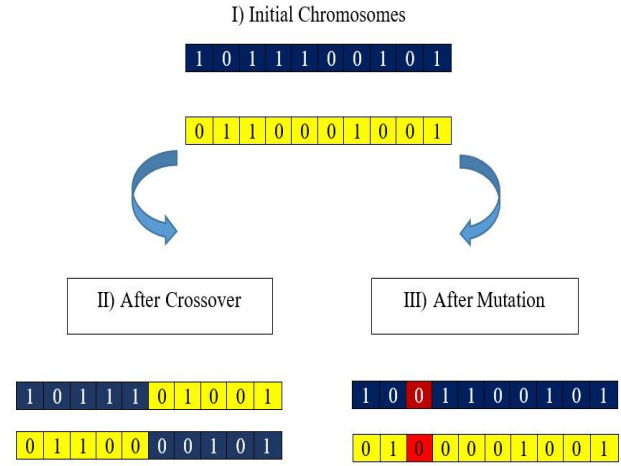 I) Initial Chromosomes
1 0 1 1 1 0 0 1 0 1
0 1 1 0 0 0 1 0 0 1
II) After Crossover
III) After Mutation
1 0 1 1 1 0 1 0 0 1
1 0 0 1 1 0 0 1 0 1
0 1 1 0 0 0 0 1 0 1
0 1 0 0 0 0 1 0 0 1